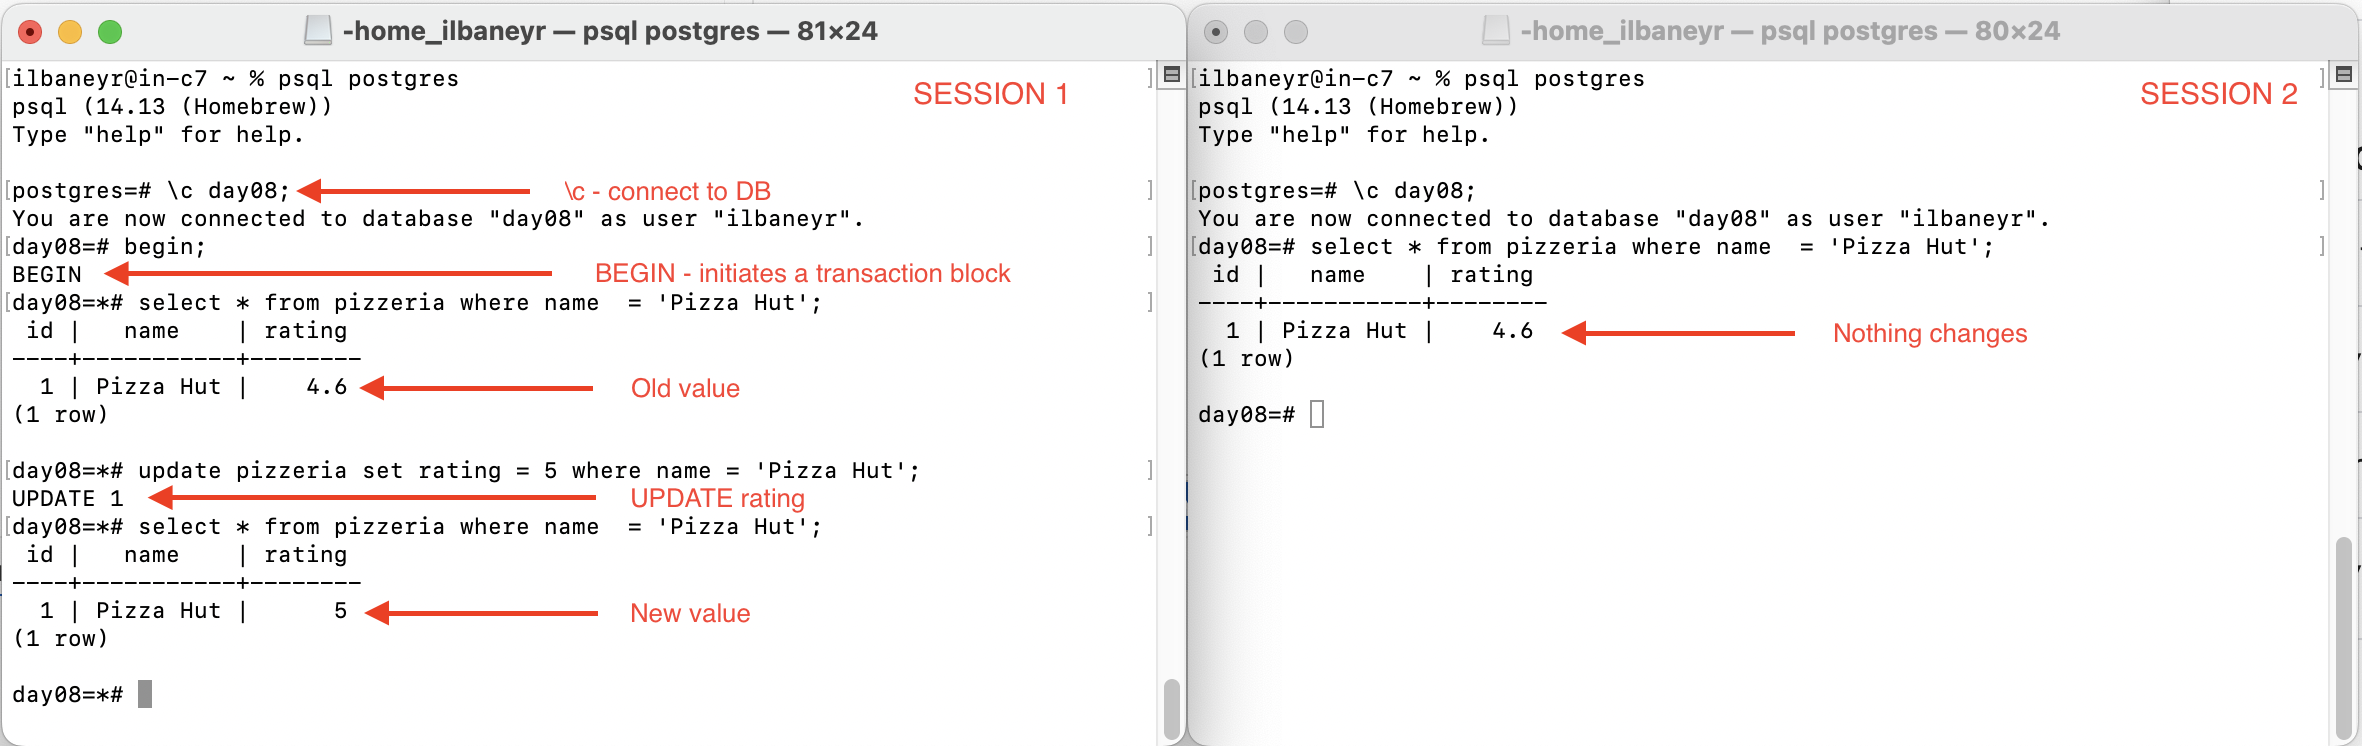 -home_ilbaneyr — psql postgres — 81×24
ilbaneyr@in-c7 ~ % psql postgres
SESSION 1
psql (14.13 (Homebrew))
Type "help" for help.
postgres=# \c day08;
\c - connect to DB
You are now connected to database "day08" as user "ilbaneyr".
day08=# begin;
BEGIN
BEGIN - initiates a transaction block
day08=*# select * from pizzeria where name  = 'Pizza Hut';
 id |   name    | rating
----+-----------+--------
  1 | Pizza Hut |    4.6
Old value
(1 row)
day08=*# update pizzeria set rating = 5 where name = 'Pizza Hut';
UPDATE 1
UPDATE rating
day08=*# select * from pizzeria where name  = 'Pizza Hut';
 id |   name    | rating
----+-----------+--------
  1 | Pizza Hut |      5
New value
(1 row)
day08=*#
-home_ilbaneyr — psql postgres — 80×24
ilbaneyr@in-c7 ~ % psql postgres
SESSION 2
psql (14.13 (Homebrew))
Type "help" for help.
postgres=# \c day08;
You are now connected to database "day08" as user "ilbaneyr".
day08=# select * from pizzeria where name  = 'Pizza Hut';
 id |   name    | rating
----+-----------+--------
  1 | Pizza Hut |    4.6
Nothing changes
(1 row)
day08=#